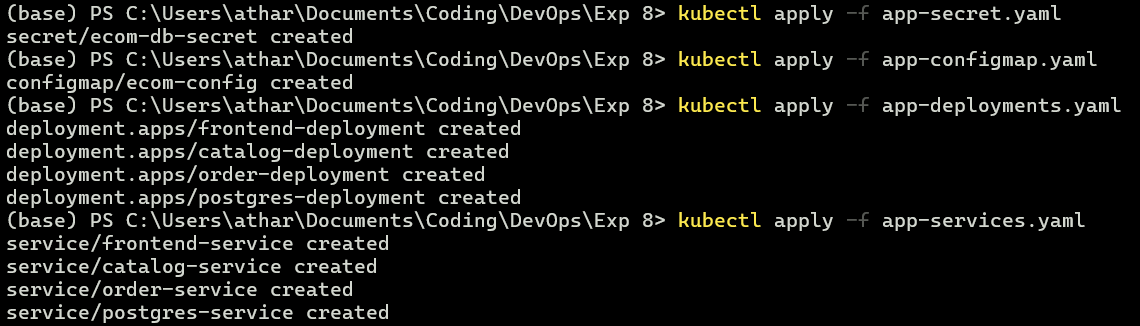 (base) PS C:\Users\athar\Documents\Coding\DevOps\Exp 8> kubectl apply -f app-secret.yaml
secret/ecom-db-secret created
(base) PS C:\Users\athar\Documents\Coding\DevOps\Exp 8> kubectl apply -f app-configmap.yaml
configmap/ecom-config created
(base) PS C:\Users\athar\Documents\Coding\DevOps\Exp 8> kubectl apply -f app-deployments.yaml
deployment.apps/frontend-deployment created
deployment.apps/catalog-deployment created
deployment.apps/order-deployment created
deployment.apps/postgres-deployment created
(base) PS C:\Users\athar\Documents\Coding\DevOps\Exp 8> kubectl apply -f app-services.yaml
service/frontend-service created
service/catalog-service created
service/order-service created
service/postgres-service created